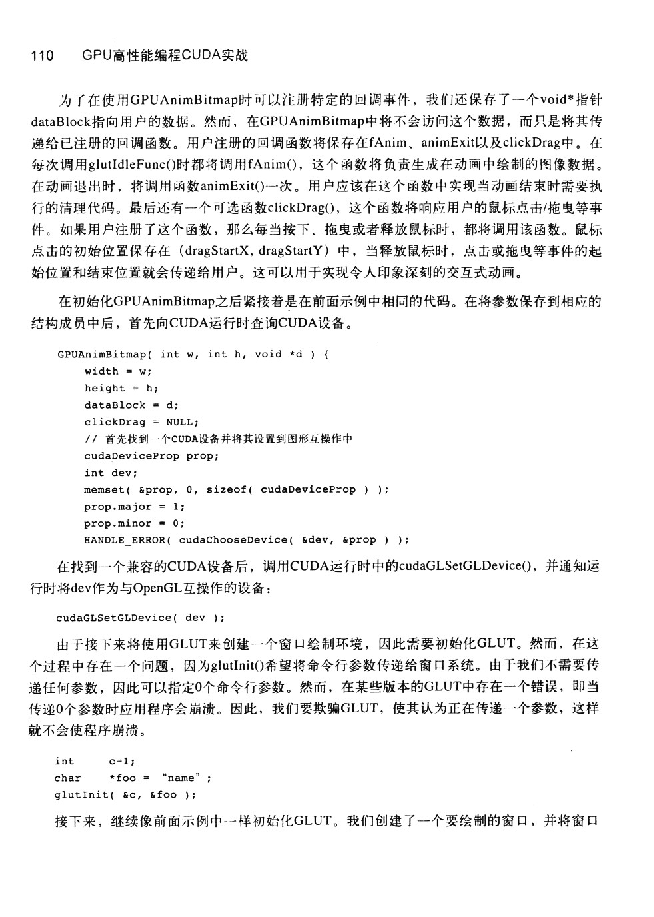 110 GPU高性能编程CUDA实战
为了在使用GPUAnimBitmap时可以注册特定的回调事件，我们还保存了一个void*指针
dataBlock指向用户的数据。然而，在GPUAnimBitmap中将不会访问这个数据，而只是将其传
递给已注册的回调函数。用户注册的回调函数将保存在fAnim、animExit以及clickDrag中。在
每次调用glutIdleFunc()时都将调用fAnim()，这个函数将负责生成在动画中绘制的图像数据。
在动画退出时，将调用函数animExit()一次。用户应该在这个函数中实现当动画结束时需要执
行的清理代码。最后还有一个可选函数clickDrag()，这个函数将响应用户的鼠标点击/拖曳等事
件。如果用户注册了这个函数，那么每当按下、拖曳或者释放鼠标时，都将调用该函数。鼠标
点击的初始位置保存在（dragStartX, dragStartY）中，当释放鼠标时，点击或拖曳等事件的起
始位置和结束位置就会传递给用户。这可以用于实现令人印象深刻的交互式动画。
在初始化GPUAnimBitmap之后紧接着是在前面示例中相同的代码。在将参数保存到相应的
结构成员中后，首先向CUDA运行时查询CUDA设备。
GPUAnimBitmap( int w, int h, void *d ) {
width = w;
height = h;
dataBlock = d;
clickDrag = NULL;
// 首先找到一个CUDA设备并将其设置到图形互操作中
cudaDeviceProp prop;
int dev;
memset( &prop, 0, sizeof( cudaDeviceProp ) );
prop.major = 1;
prop.minor = 0;
HANDLE_ERROR( cudaChooseDevice( &dev, &prop ) );
在找到一个兼容的CUDA设备后，调用CUDA运行时中的cudaGLSetGLDevice()，并通知运
行时将dev作为与OpenGL互操作的设备：
cudaGLSetGLDevice( dev );
由于接下来将使用GLUT来创建一个窗口绘制环境，因此需要初始化GLUT。然而，在这
个过程中存在一个问题，因为glutInit()希望将命令行参数传递给窗口系统。由于我们不需要传
递任何参数，因此可以指定0个命令行参数。然而，在某些版本的GLUT中存在一个错误，即当
传递0个参数时应用程序会崩溃。因此，我们要欺骗GLUT，使其认为正在传递一个参数，这样
就不会使程序崩溃。
int c=1;
char *foo = "name" ;
glutInit( &c, &foo );
接下来，继续像前面示例中一样初始化GLUT。我们创建了一个要绘制的窗口，并将窗口